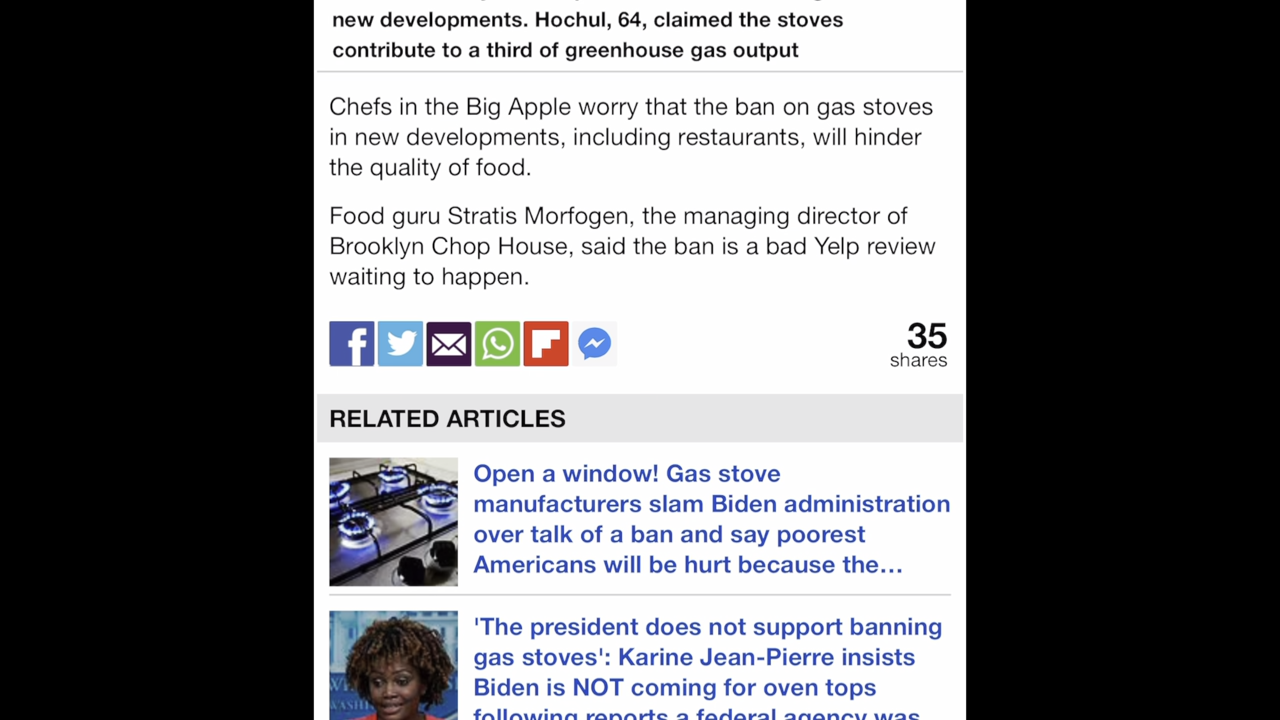 new developments. Hochul, 64, claimed the stoves
contribute to a third of greenhouse gas output
Chefs in the Big Apple worry that the ban on gas stoves
in new developments, including restaurants, will hinder
the quality of food.
Food guru Stratis Morfogen, the managing director of
Brooklyn Chop House, said the ban is a bad Yelp review
waiting to happen.
35
shares
RELATED ARTICLES
Open a window! Gas stove
manufacturers slam Biden administration
over talk of a ban and say poorest
Americans will be hurt because the...
'The president does not support banning
gas stoves': Karine Jean-Pierre insists
Biden is NOT coming for oven tops
following reports a federal agency was